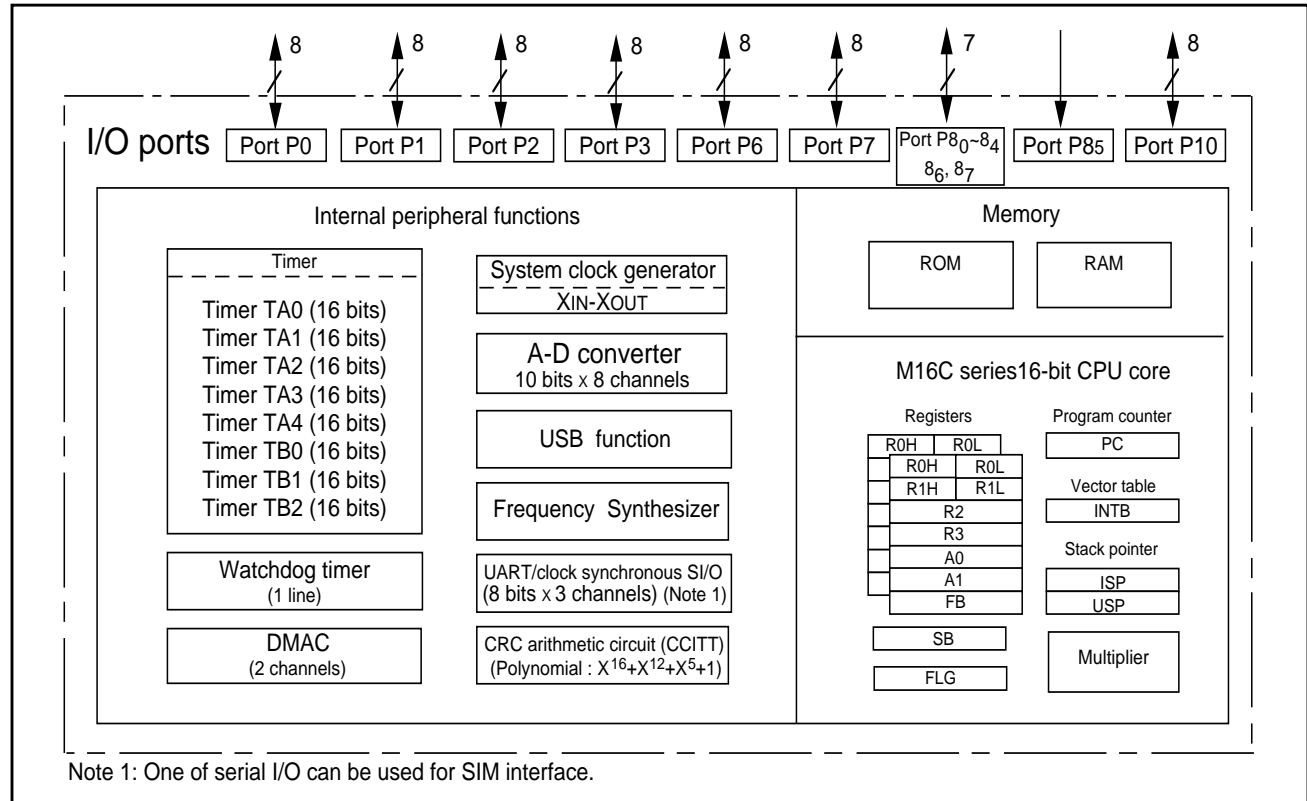 8 8 8 8 8 8 7 8
I/O ports
Port P0
Port P1
Port P2
Port P3
Port P6
Port P7
Port P80~84
86, 87
Port P85
Port P10
Internal peripheral functions
Timer
Timer TA0 (16 bits)
Timer TA1 (16 bits)
Timer TA2 (16 bits)
Timer TA3 (16 bits)
Timer TA4 (16 bits)
Timer TB0 (16 bits)
Timer TB1 (16 bits)
Timer TB2 (16 bits)
Watchdog timer
(1 line)
DMAC
(2 channels)
System clock generator
XIN-XOUT
A-D converter
10 bits x 8 channels
USB function
Frequency Synthesizer
UART/clock synchronous SI/O
(8 bits x 3 channels) (Note 1)
CRC arithmetic circuit (CCITT)
(Polynomial : X16+X12+X5+1)
Memory
ROM
RAM
M16C series16-bit CPU core
Registers
R0H R0L
R0H R0L
R1H R1L
R2
R3
A0
A1
FB
SB
FLG
Program counter
PC
Vector table
INTB
Stack pointer
ISP
USP
Multiplier
Note 1: One of serial I/O can be used for SIM interface.